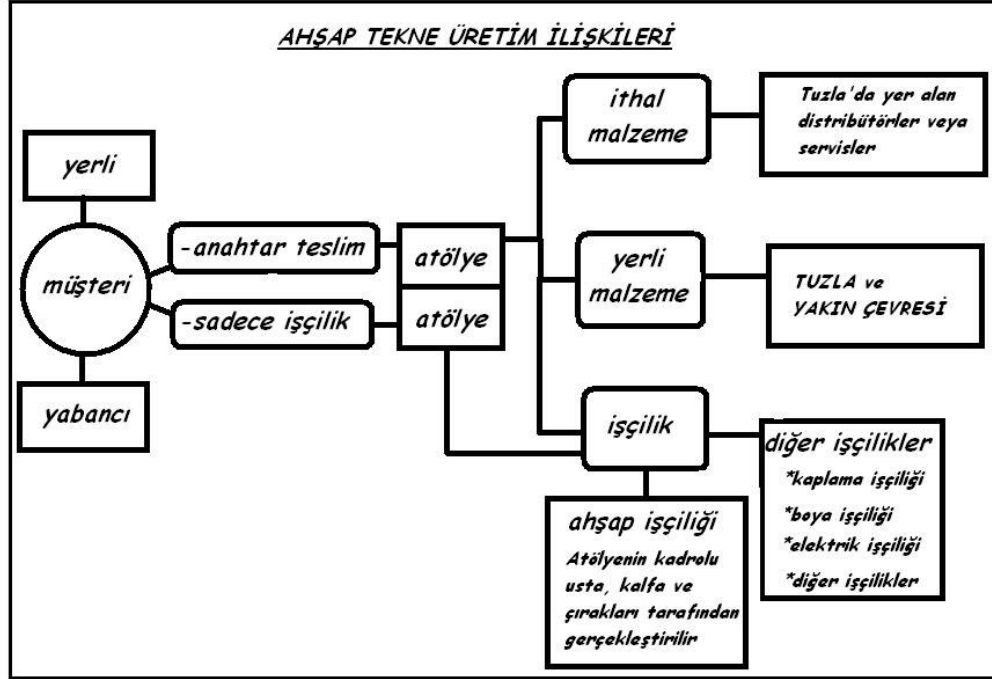 AHŞAP TEKNE ÜRETİM İLİŞKİLERİ
yerli
müşteri
yabancı
-anahtar teslim
-sadece işçilik
atölye
atölye
ithal
malzeme
Tuzla'da yer alan
distribütörler veya
servisler
yerli
malzeme
TUZLA ve
YAKIN ÇEVRESİ
işçilik
diğer işçilikler
*kaplama işçiliği
*boya işçiliği
*elektrik işçiliği
*diğer işçilikler
ahşap işçiliği
Atölyenin kadrolu
usta, kalfa ve
çırakları tarafından
gerçekleştirilir